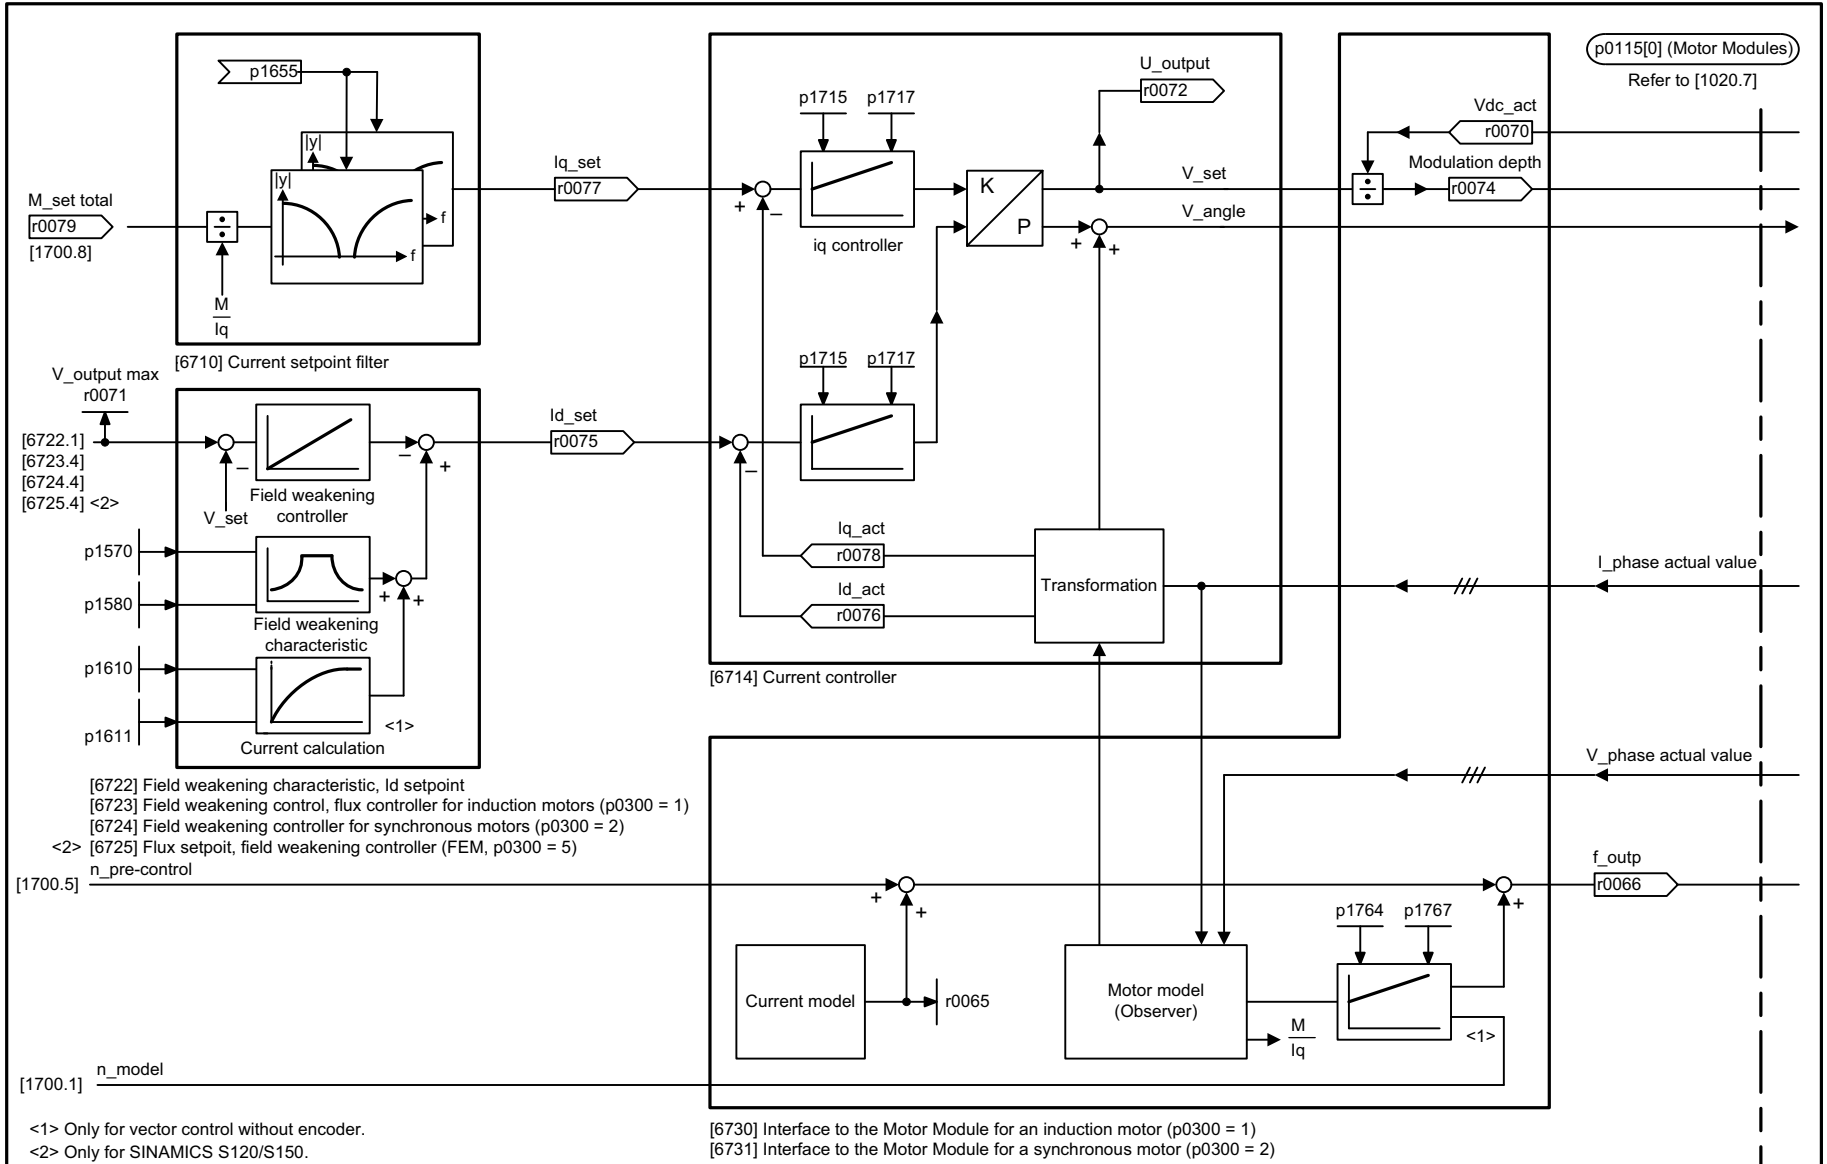 p0115[0] (Motor Modules)
Refer to [1020.7]
p1655
|y|
|y|
f
f
M_set total
r0079
[1700.8]
÷
M
Iq
[6710] Current setpoint filter
Iq_set
r0077
+
–
p1715
p1717
iq controller
K
P
U_output
r0072
V_set
V_angle
+
+
÷
Vdc_act
r0070
Modulation depth
r0074
V_output max
r0071
[6722.1]
[6723.4]
[6724.4]
[6725.4] <2>
–
V_set
Field weakening
controller
–
+
Id_set
r0075
–
p1715
p1717
p1570
p1580
Field weakening
characteristic
+
+
p1610
p1611
Current calculation
<1>
Iq_act
r0078
Id_act
r0076
Transformation
I_phase actual value
[6714] Current controller
V_phase actual value
[6722] Field weakening characteristic, Id setpoint
[6723] Field weakening control, flux controller for induction motors (p0300 = 1)
[6724] Field weakening controller for synchronous motors (p0300 = 2)
<2> [6725] Flux setpoit, field weakening controller (FEM, p0300 = 5)
[1700.5]
n_pre-control
+
+
+
f_outp
r0066
Current model
r0065
Motor model
(Observer)
M
Iq
p1764
p1767
<1>
[1700.1]
n_model
<1> Only for vector control without encoder.
<2> Only for SINAMICS S120/S150.
[6730] Interface to the Motor Module for an induction motor (p0300 = 1)
[6731] Interface to the Motor Module for a synchronous motor (p0300 = 2)